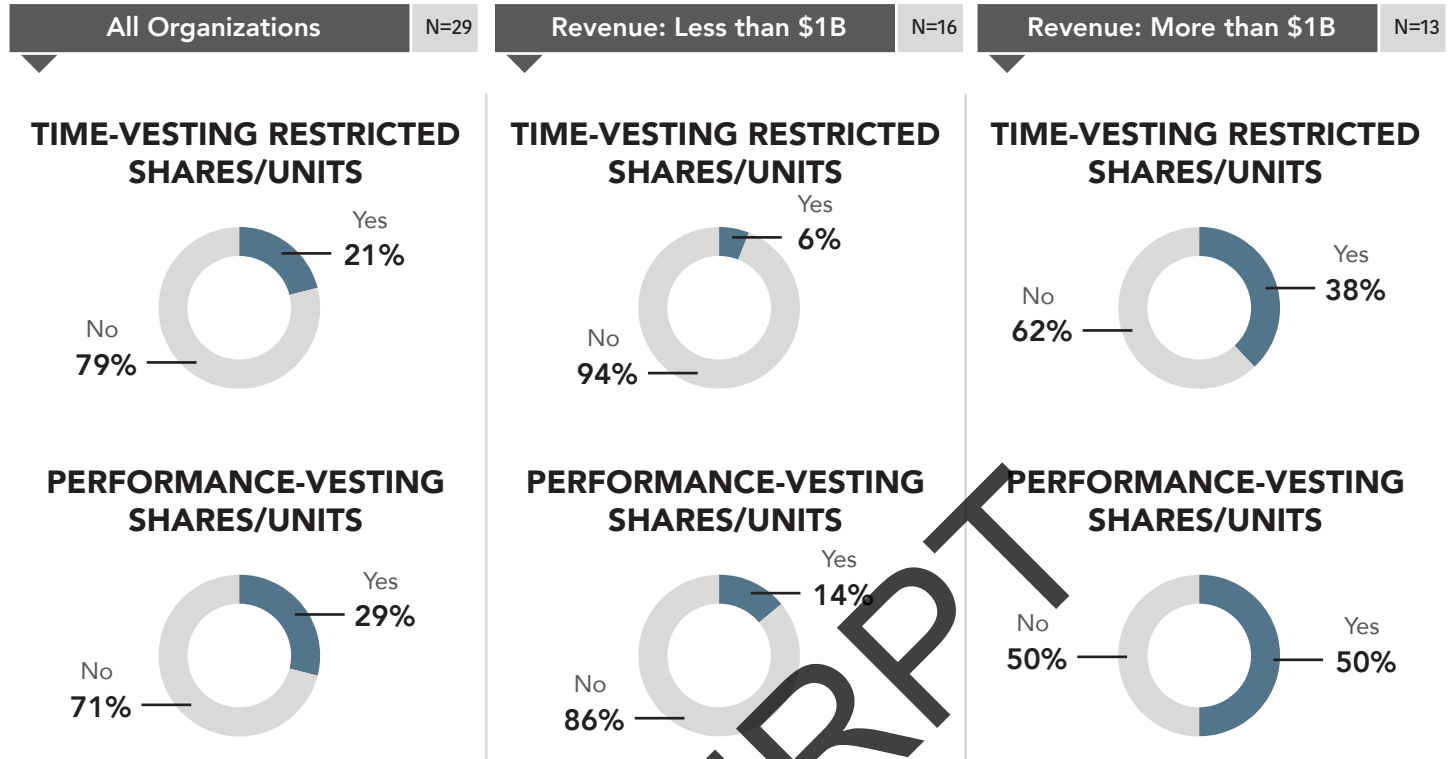 All Organizations N=29
Revenue: Less than $1B N=16
Revenue: More than $1B N=13
TIME-VESTING RESTRICTED
SHARES/UNITS
Yes
21%
No
79%
TIME-VESTING RESTRICTED
SHARES/UNITS
Yes
6%
No
94%
TIME-VESTING RESTRICTED
SHARES/UNITS
Yes
38%
No
62%
PERFORMANCE-VESTING
SHARES/UNITS
Yes
29%
No
71%
PERFORMANCE-VESTING
SHARES/UNITS
Yes
14%
No
86%
PERFORMANCE-VESTING
SHARES/UNITS
No
50%
Yes
50%
RPT